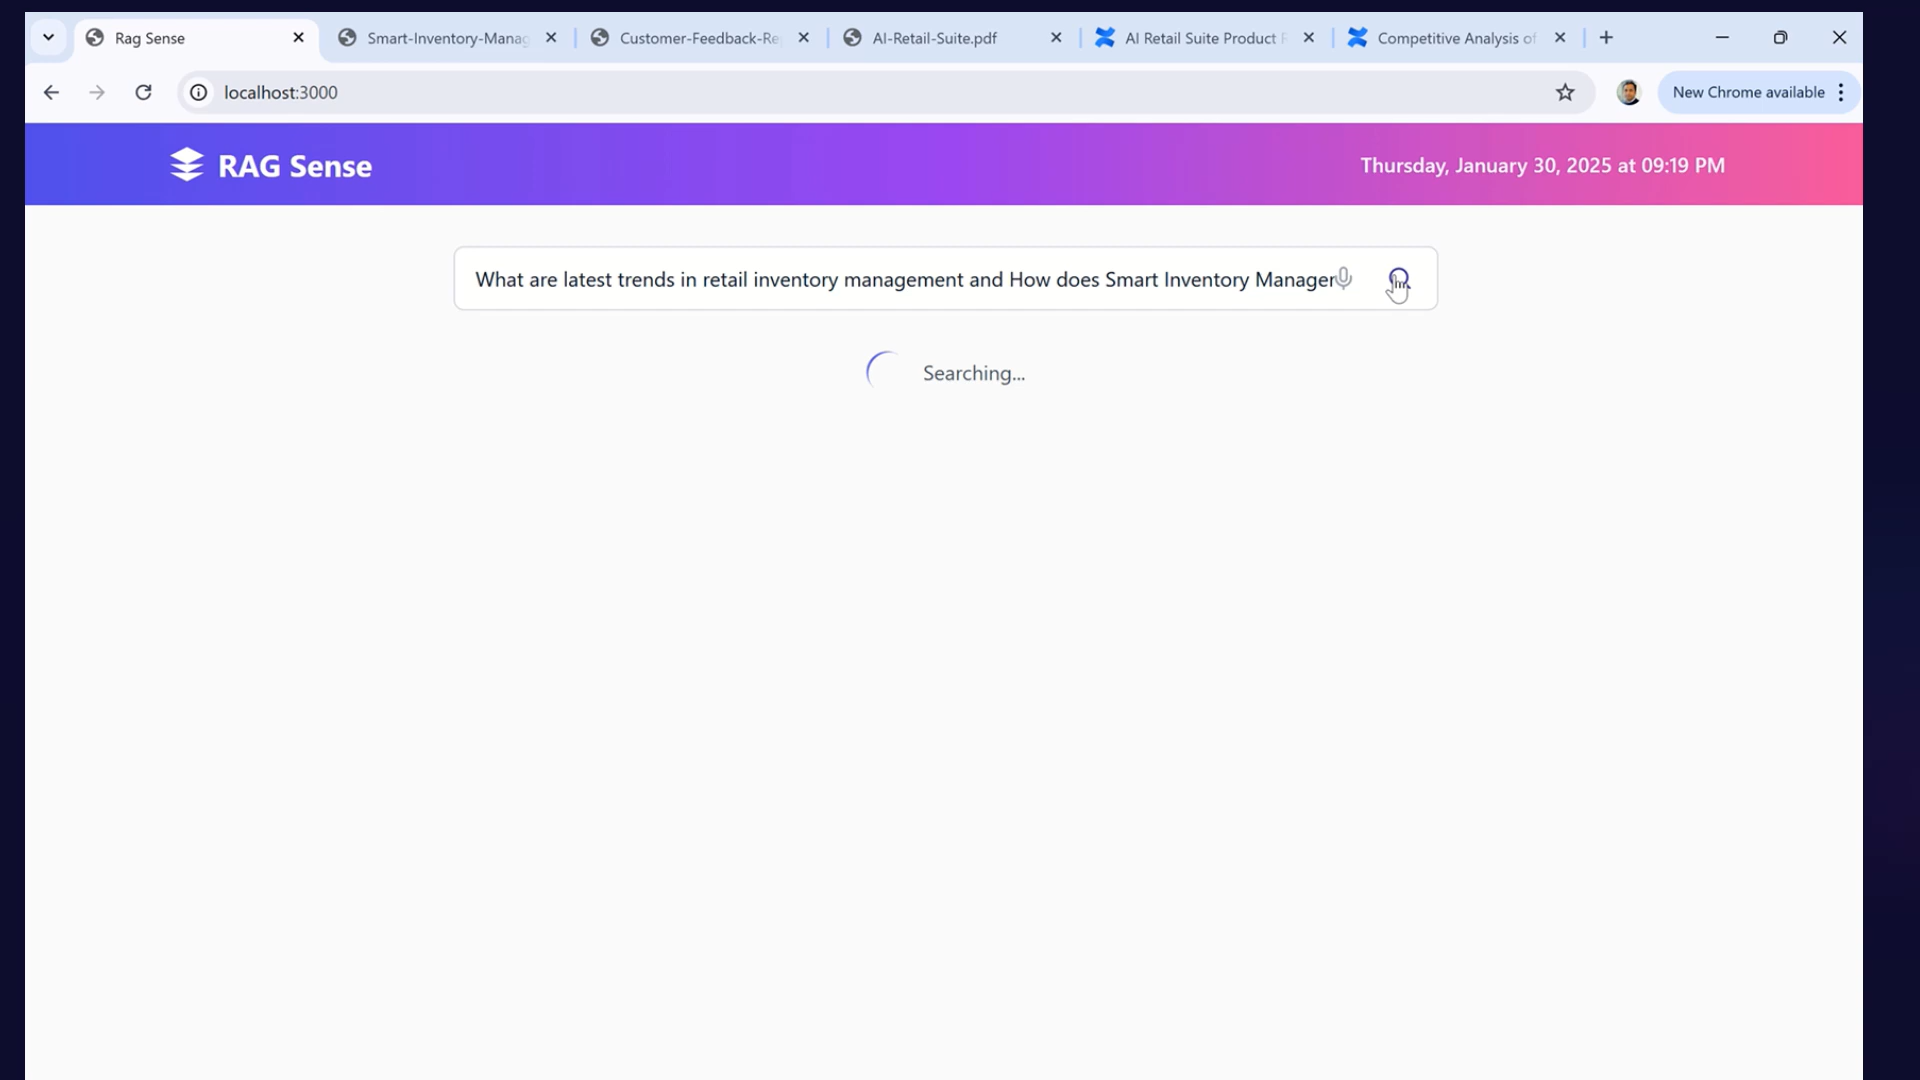 Rag Sense
Smart-Inventory-Manag
Customer-Feedback-Re
AI-Retail-Suite.pdf
AI Retail Suite Product R
Competitive Analysis of
localhost:3000
New Chrome available
RAG Sense
Thursday, January 30, 2025 at 09:19 PM
What are latest trends in retail inventory management and How does Smart Inventory Manager
Searching...